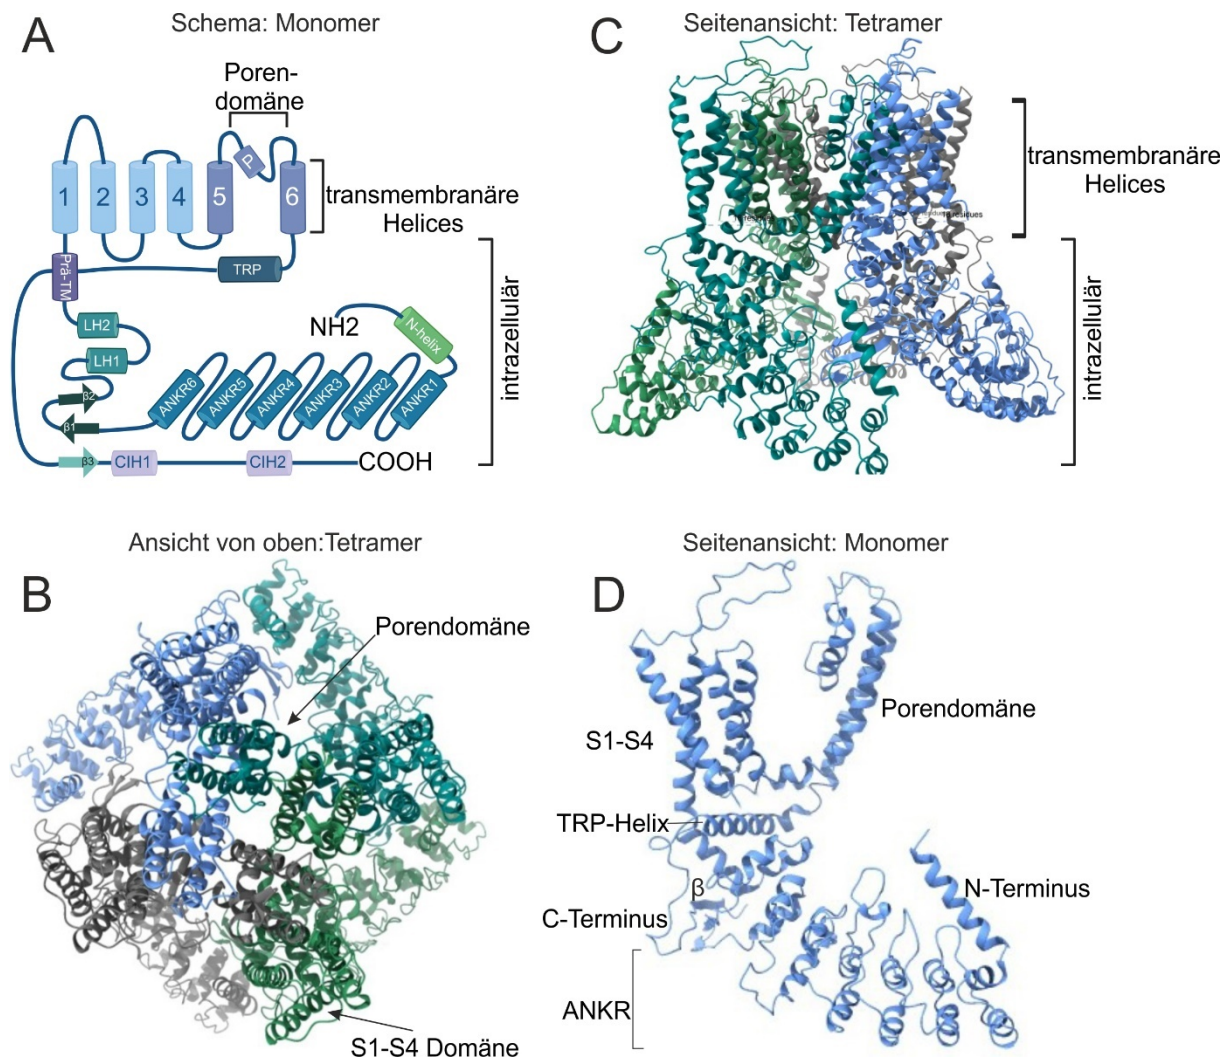 A
Schema: Monomer
Poren-
domäne
P
1
2
3
4
5
6
transmembranäre
Helices
Prä-TM
TRP
LH2
LH1
NH2
N-helix
β2
β1
ANKR6
ANKR5
ANKR4
ANKR3
ANKR2
ANKR1
β3
CIH1
CIH2
COOH
intrazellulär
C
Seitenansicht: Tetramer
transmembranäre
Helices
residues
intrazellulär
B
Ansicht von oben:Tetramer
Porendomäne
S1-S4 Domäne
D
Seitenansicht: Monomer
S1-S4
Porendomäne
TRP-Helix
β
N-Terminus
C-Terminus
ANKR